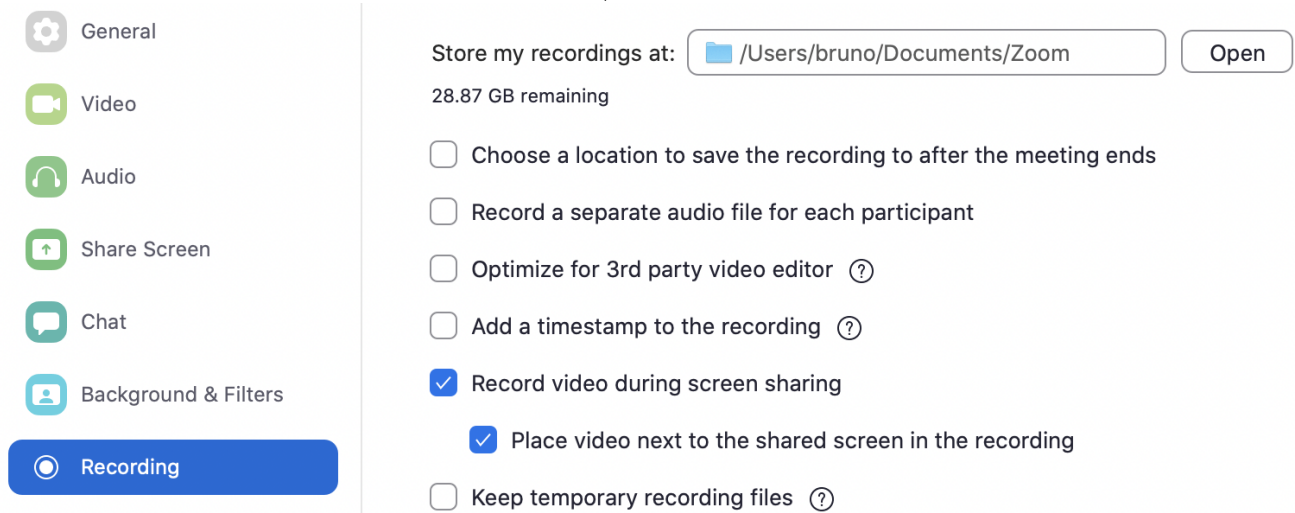 General
Video
Audio
Share Screen
Chat
Background & Filters
Recording
Store my recordings at: /Users/bruno/Documents/Zoom Open
28.87 GB remaining
Choose a location to save the recording to after the meeting ends
Record a separate audio file for each participant
Optimize for 3rd party video editor ?
Add a timestamp to the recording ?
Record video during screen sharing
Place video next to the shared screen in the recording
Keep temporary recording files ?